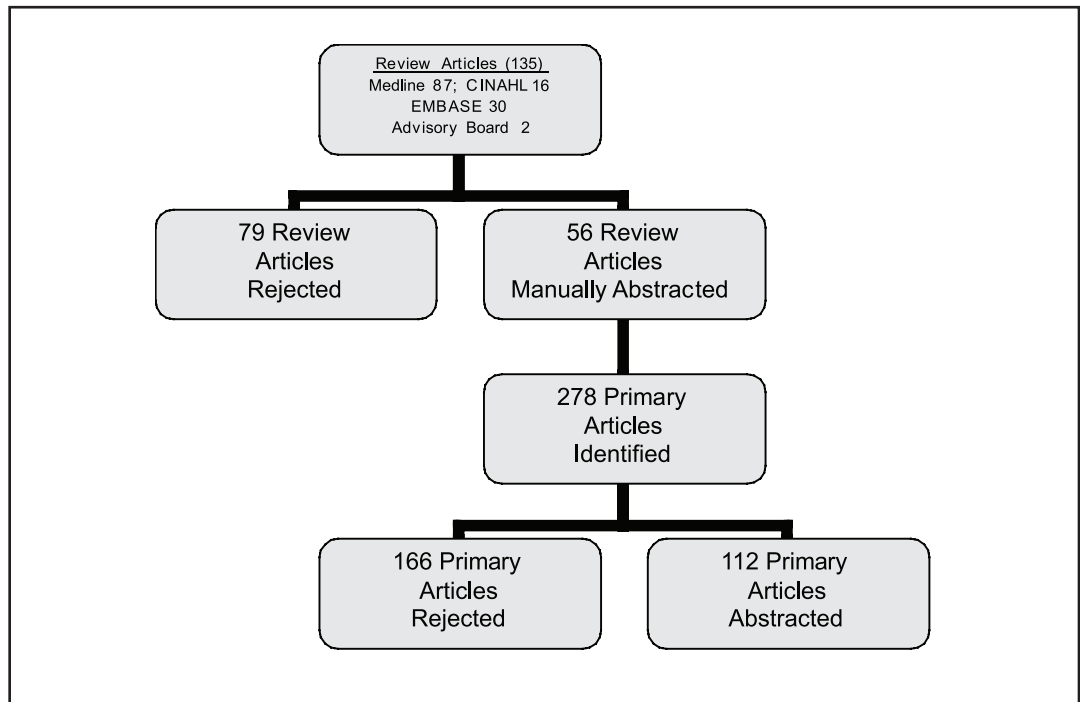 Review Articles (135)
Medline 87; CINAHL 16
EMBASE 30
Advisory Board 2
79 Review
Articles
Rejected
56 Review
Articles
Manually Abstracted
278 Primary
Articles
Identified
166 Primary
Articles
Rejected
112 Primary
Articles
Abstracted